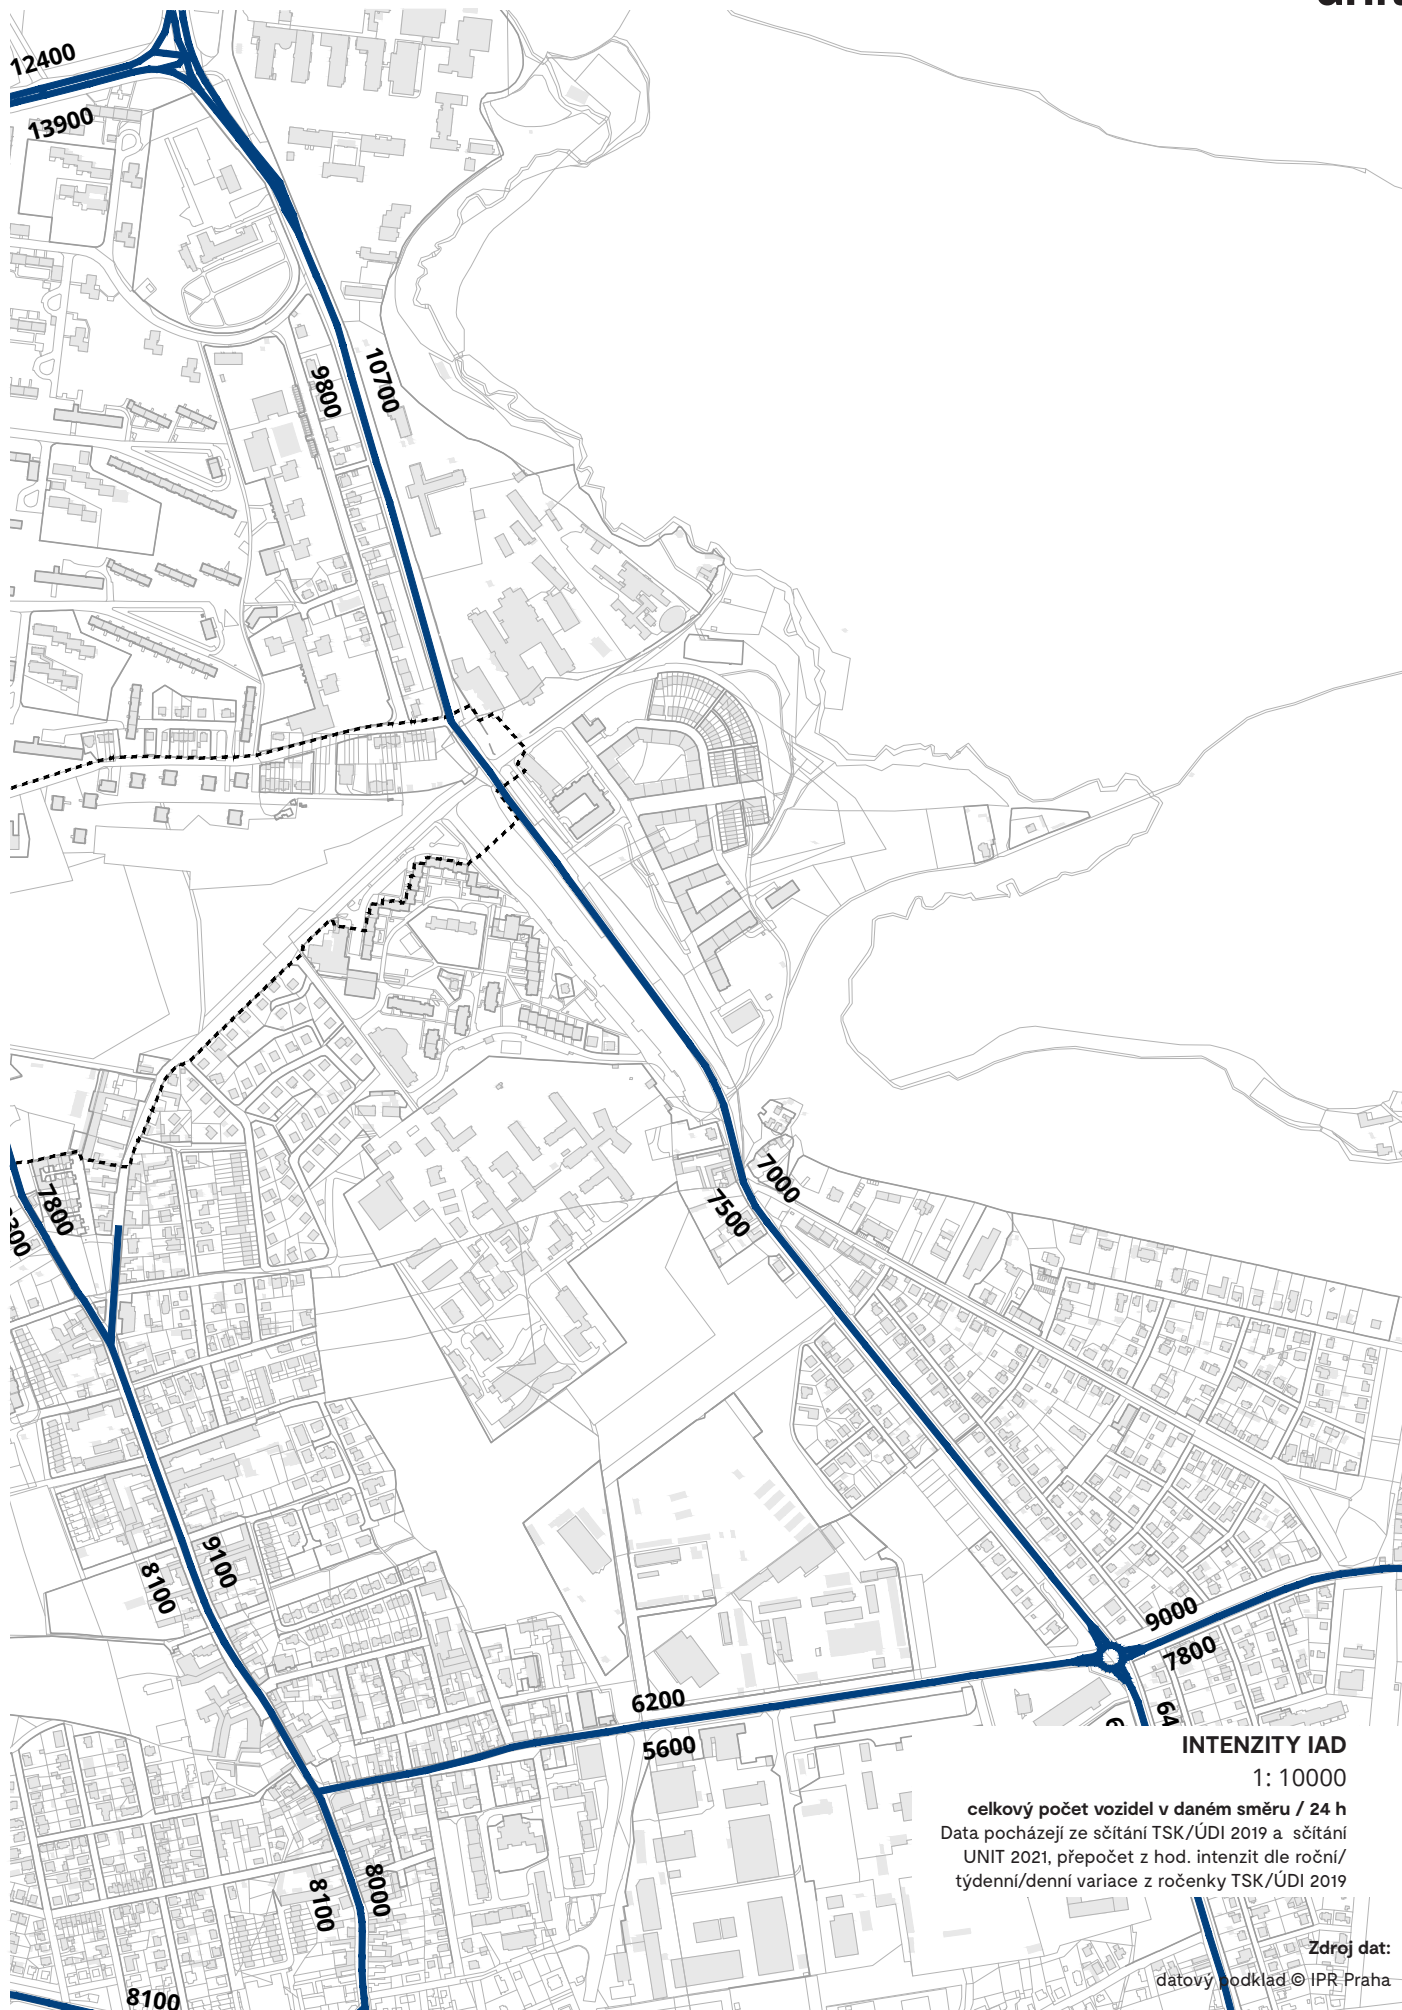 12400
13900
10700
9800
7000
7500
7800
9100
8100
9000
7800
6200
5600
8000
8100
8100
INTENZITY IAD
1: 10000
celkový počet vozidel v daném směru / 24 h
Data pocházejí ze sčítání TSK/ÚDI 2019 a sčítání
UNIT 2021, přepočet z hod. intenzit dle roční/
týdenní/denní variace z ročenky TSK/ÚDI 2019
Zdroj dat:
datový podklad © IPR Praha